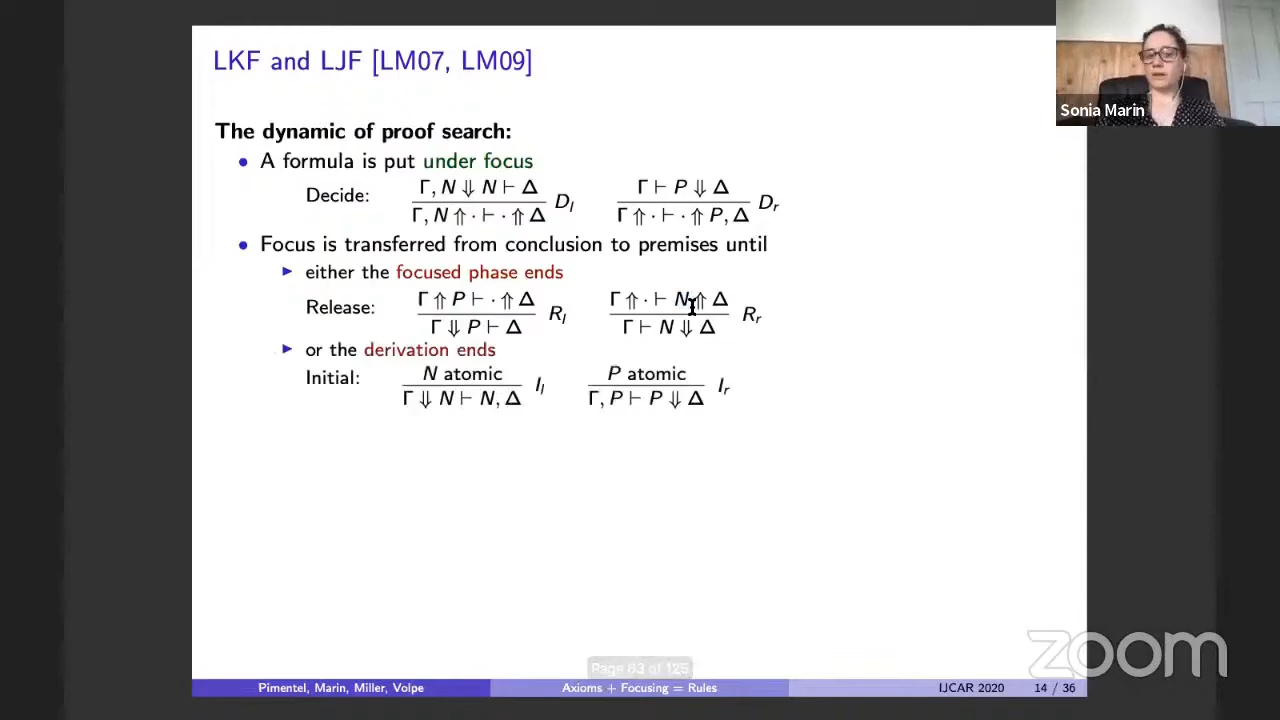 LKF and LJF [LM07, LM09]
Sonia Marin
The dynamic of proof search:
• A formula is put under focus
Decide: Γ, N ⇓ N ⊢ Δ / Γ, N ⇑ · ⊢ · ⇑ Δ D_l Γ ⊢ P ⇓ Δ / Γ ⇑ · ⊢ · ⇑ P, Δ D_r
• Focus is transferred from conclusion to premises until
▶ either the focused phase ends
Release: Γ ⇑ P ⊢ · ⇑ Δ / Γ ⇓ P ⊢ Δ R_l Γ ⇑ · ⊢ N ⇑ Δ / Γ ⊢ N ⇓ Δ R_r
▶ or the derivation ends
Initial: N atomic / Γ ⇓ N ⊢ N, Δ I_l P atomic / Γ, P ⊢ P ⇓ Δ I_r
zoom
Page 63 of 125
Pimentel, Marin, Miller, Volpe Axioms + Focusing = Rules IJCAR 2020 14 / 36